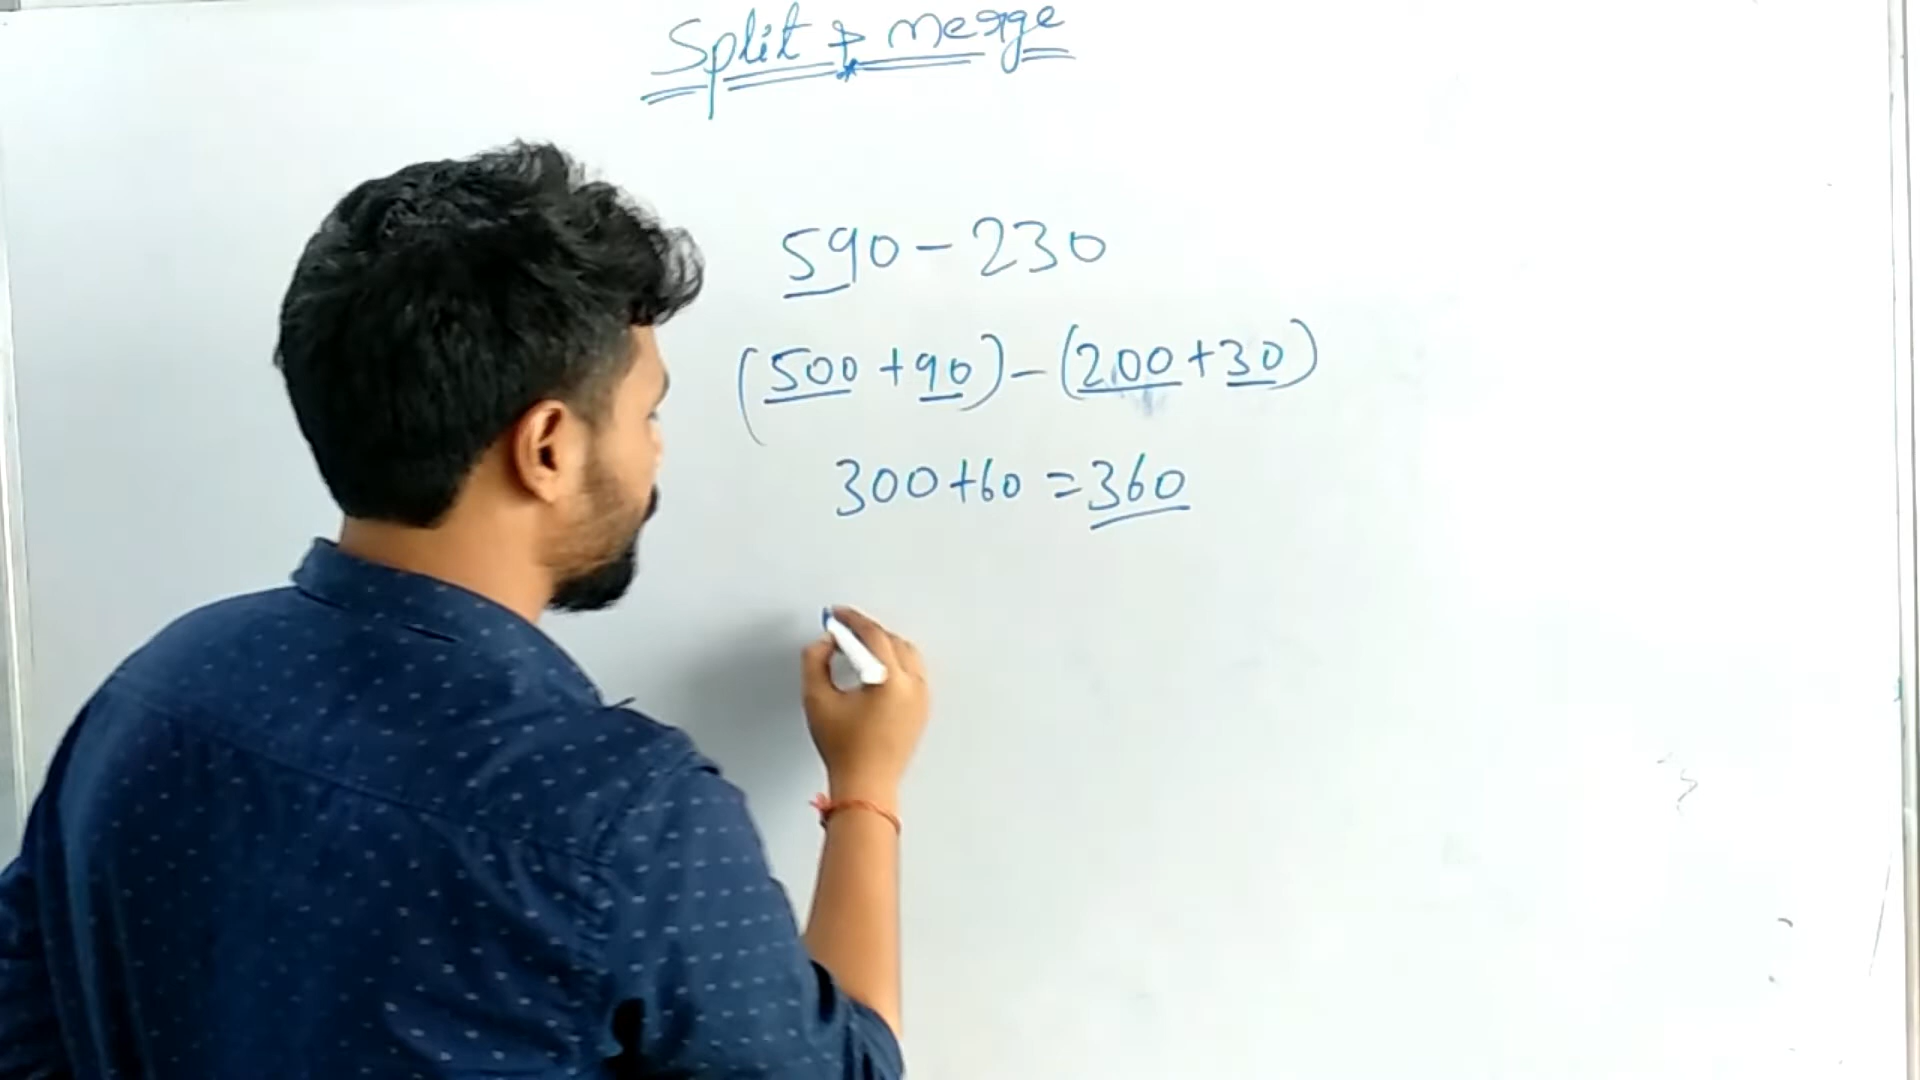 Split & merge
590 - 230
(500 + 90) - (200 + 30)
300 + 60 = 360